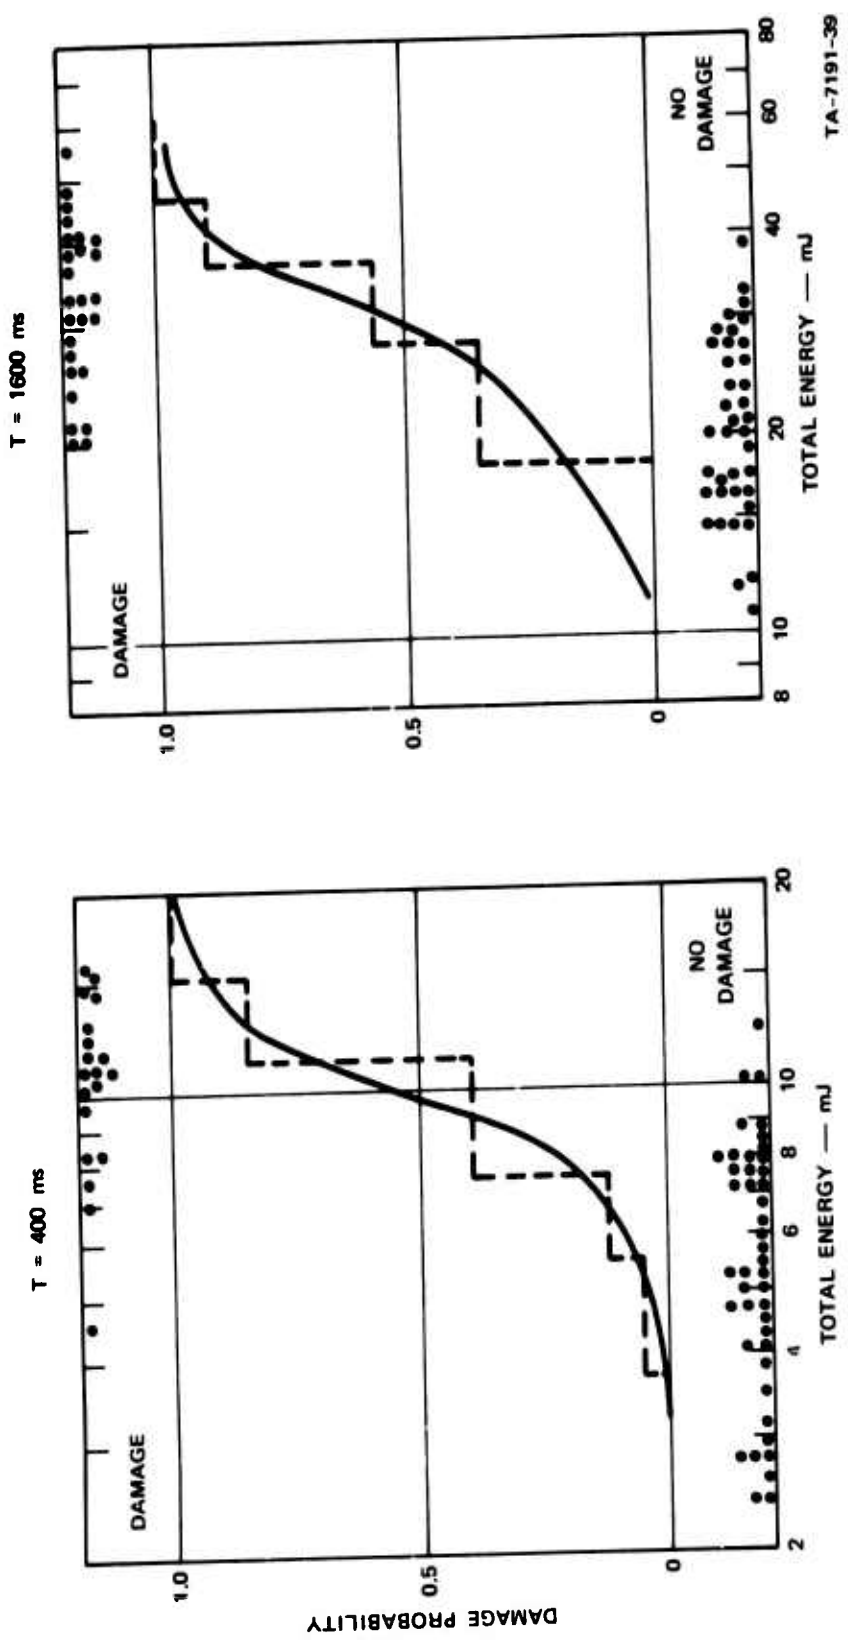 T = 400 ms
DAMAGE PROBABILITY
1.0
0.5
0
DAMAGE
NO
DAMAGE
2
4
6
8
10
20
TOTAL ENERGY — mJ
T = 1600 ms
1.0
0.5
0
DAMAGE
NO
DAMAGE
8
10
20
40
60
80
TOTAL ENERGY — mJ
TA-7191-39